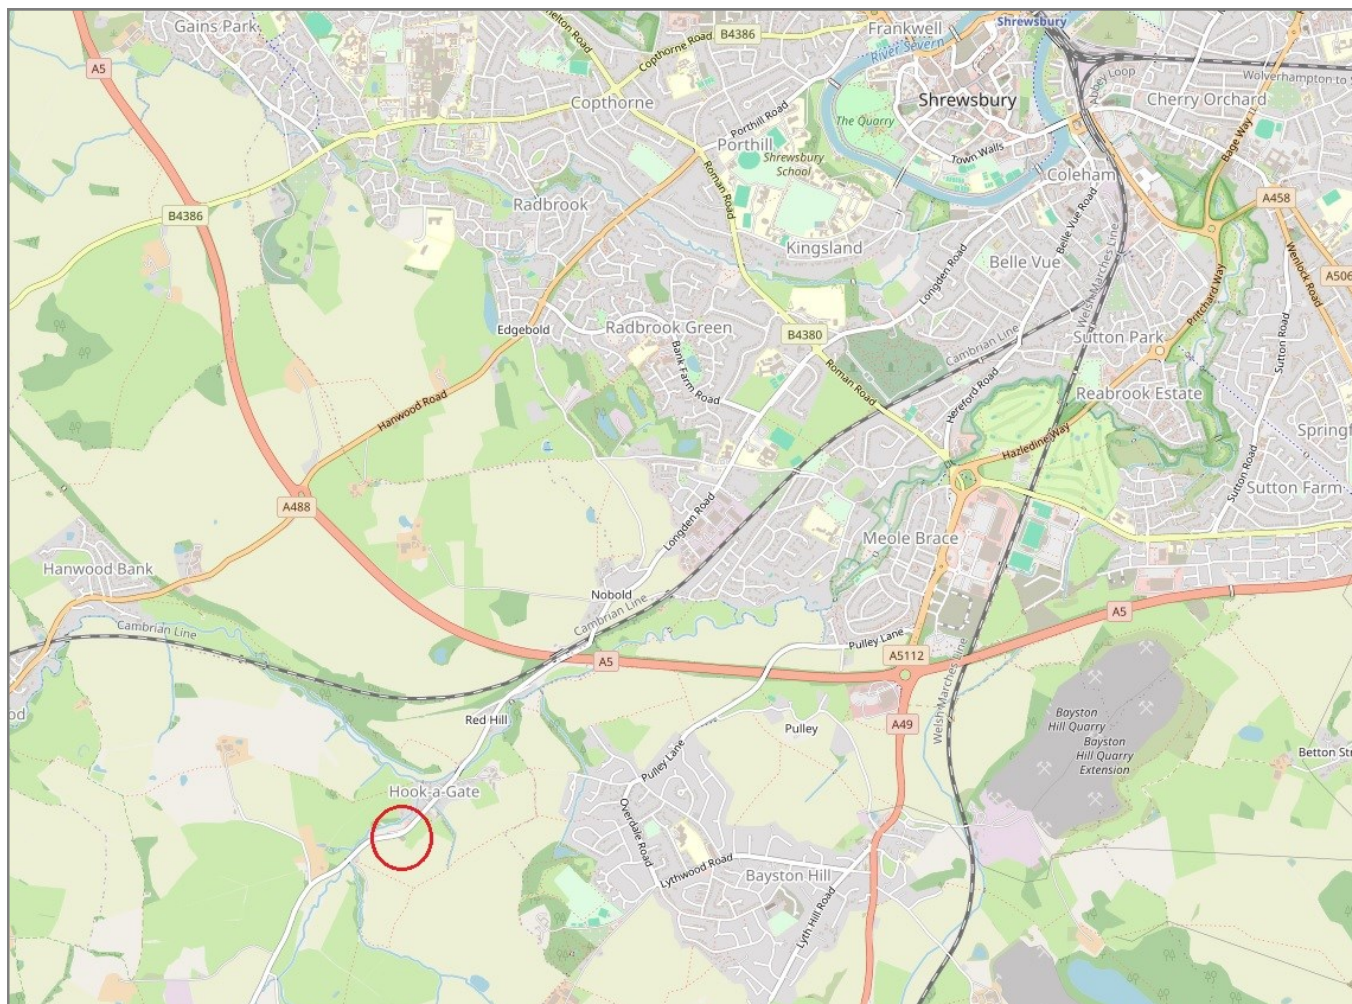 Gains Park
A5
Shelton Road
Copthorne Road
B4386
Frankwell
River Severn
Shrewsbury
Abbey Loop
Wolverhampton to S
Copthorne
Porthill Road
The Quarry
Shrewsbury
Cherry Orchard
Bage Way
Porthill
Shrewsbury
School
Town Walls
Coleham
Roman Road
Radbrook
B4386
A458
Kingsland
Longden Road
Belle Vue Road
Belle Vue
Welsh Marches Line
Pritchard Way
Wenlock Road
A506
Edgebold
Radbrook Green
B4380
Cambrian Line
Sutton Park
Sutton Road
Bank Farm Road
Roman Road
Hereford Road
Reabrook Estate
Hanwood Road
Hazledine Way
Springf
A488
Longden Road
Sutton Road
Sutton Farm
Meole Brace
Hanwood Bank
Nobold
Cambrian Line
Cambrian Line
A5
Pulley Lane
A5112
A5
Welsh Marches Line
od
Red Hill
Pulley
A49
Bayston
Hill Quarry
Bayston
Hill Quarry
Extension
Betton Str
Pulley Lane
Hook-a-Gate
Overdale Road
Lythwood Road
Bayston Hill
Lyth Hill Road